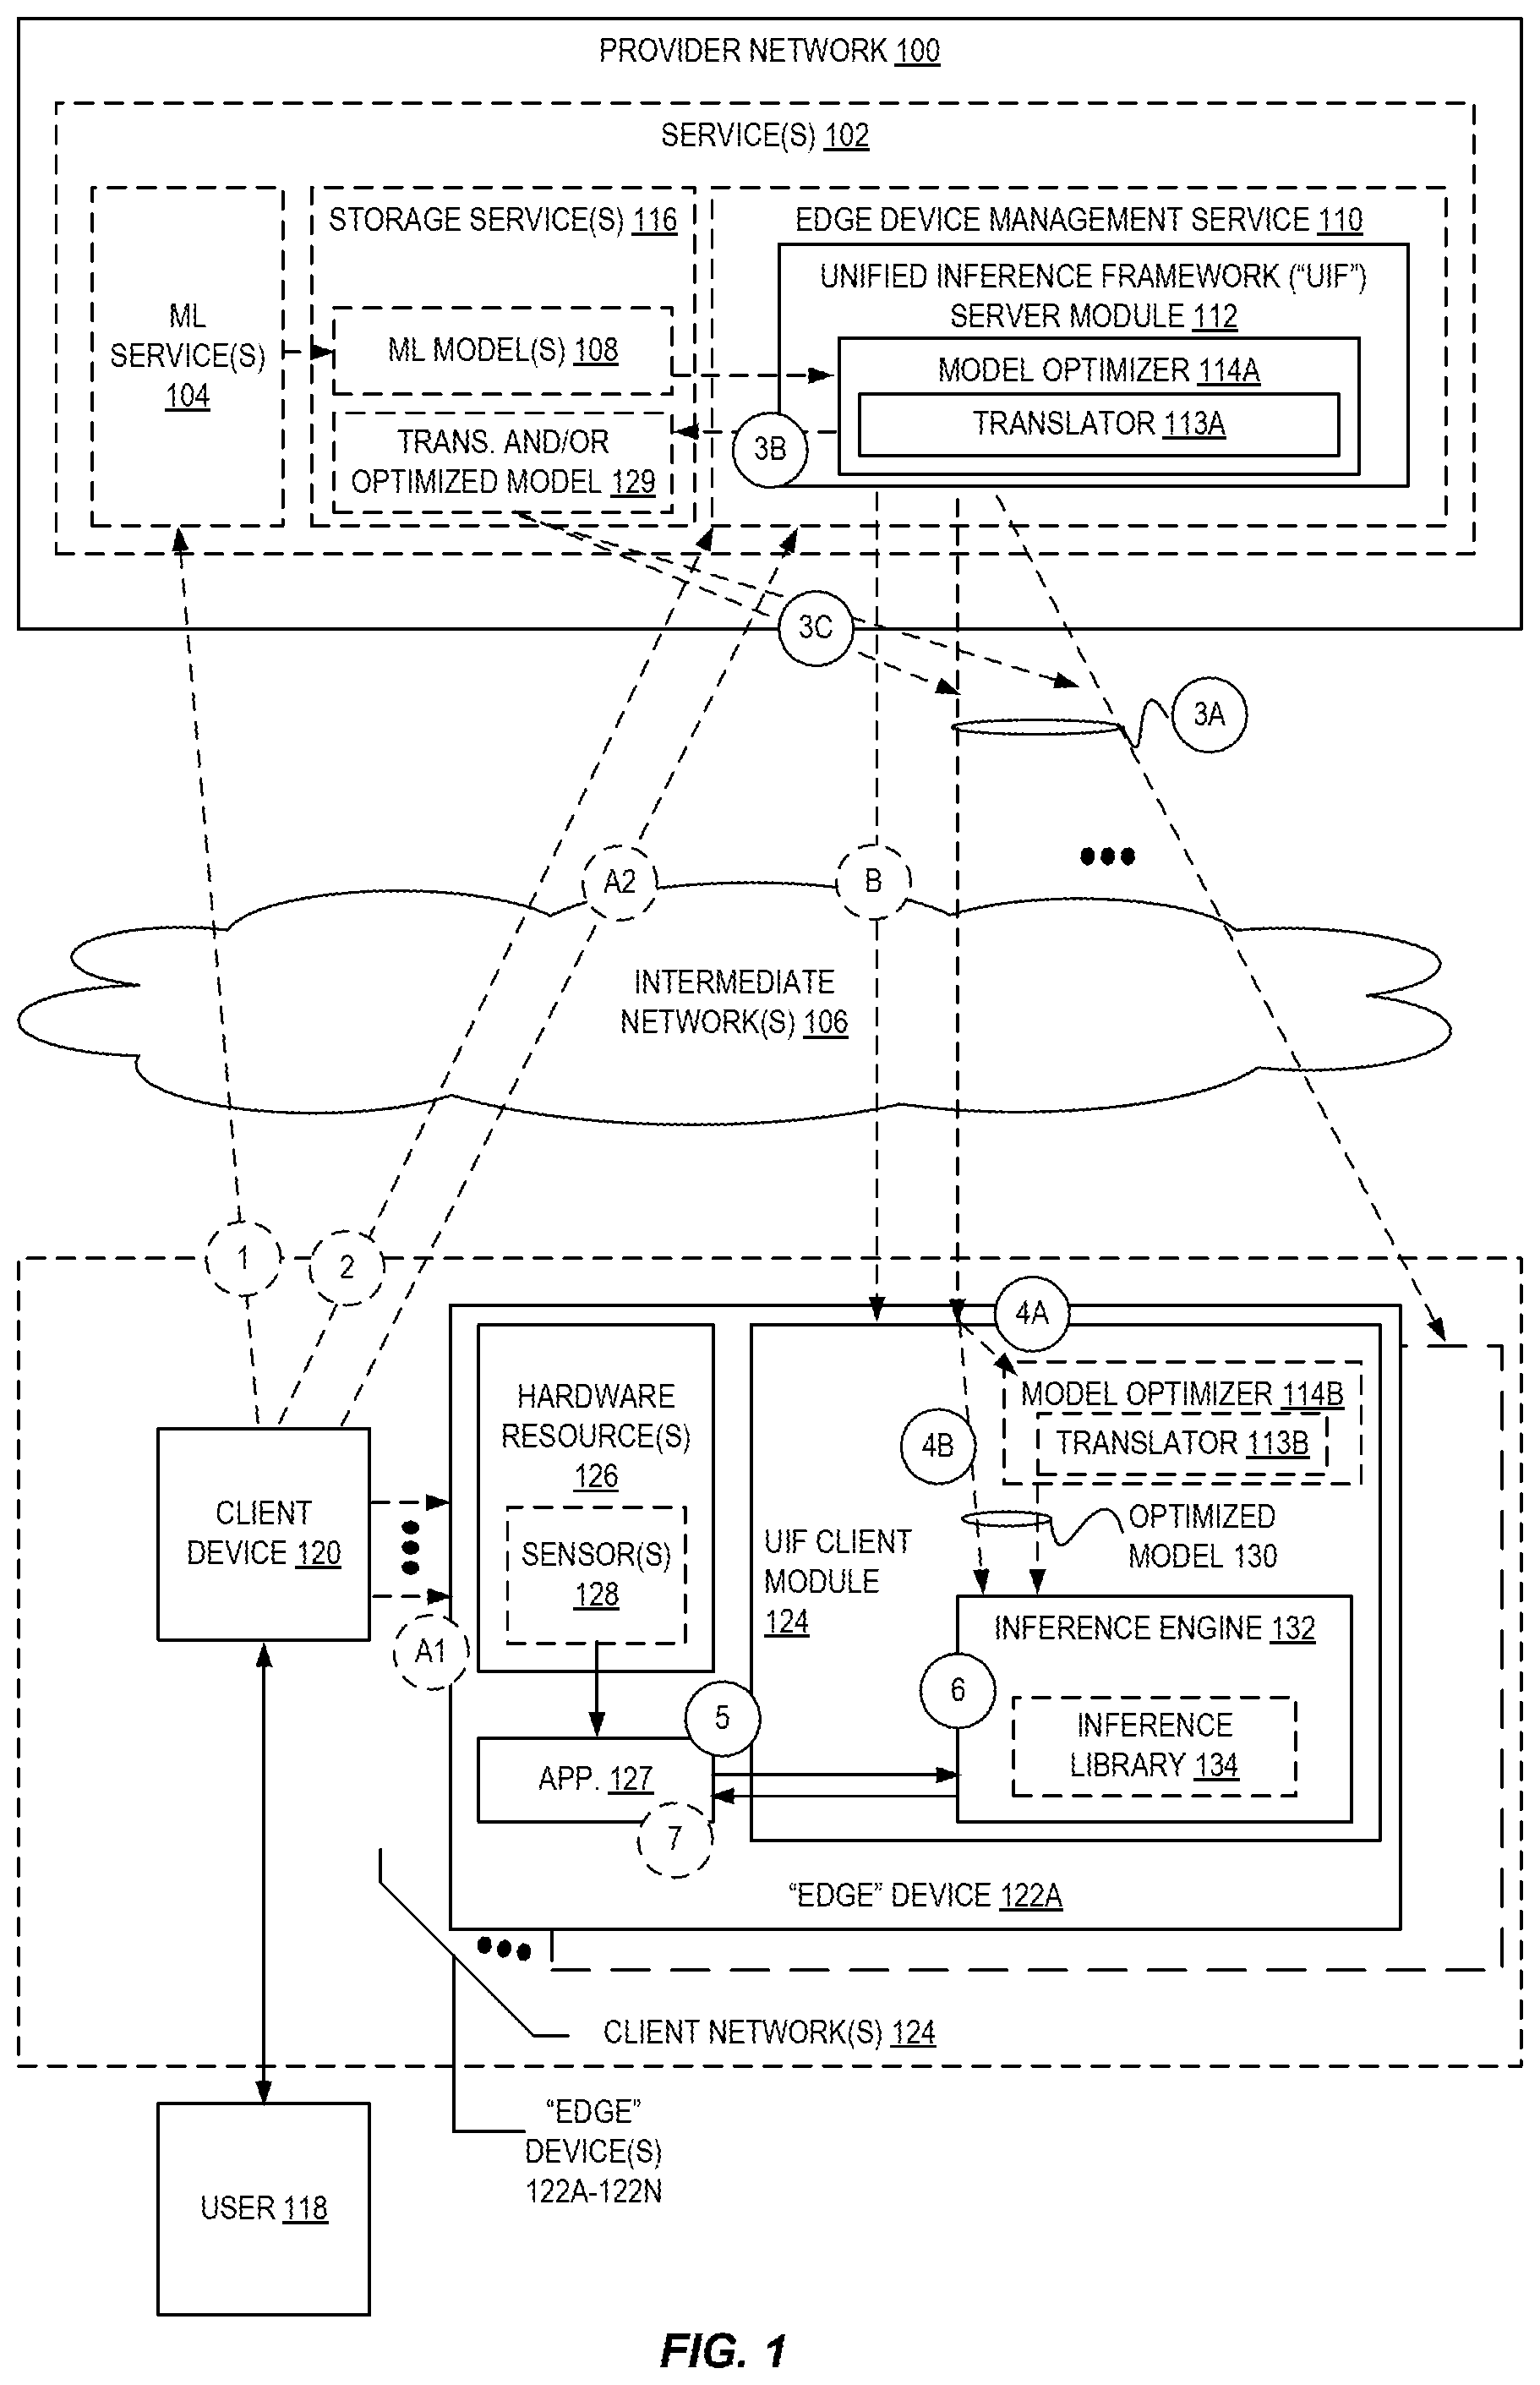 PROVIDER NETWORK 100
SERVICE(S) 102
ML
SERVICE(S)
104
STORAGE SERVICE(S) 116
ML MODEL(S) 108
TRANS. AND/OR
OPTIMIZED MODEL 129
EDGE DEVICE MANAGEMENT SERVICE 110
UNIFIED INFERENCE FRAMEWORK (“UIF”)
SERVER MODULE 112
MODEL OPTIMIZER 114A
TRANSLATOR 113A
3B
3C
3A
A2
B
INTERMEDIATE
NETWORK(S) 106
1
2
4A
HARDWARE
RESOURCE(S)
126
SENSOR(S)
128
MODEL OPTIMIZER 114B
TRANSLATOR 113B
4B
CLIENT
DEVICE 120
UIF CLIENT
MODULE
124
OPTIMIZED
MODEL 130
A1
INFERENCE ENGINE 132
6
5
INFERENCE
LIBRARY 134
APP. 127
7
“EDGE” DEVICE 122A
CLIENT NETWORK(S) 124
“EDGE”
DEVICE(S)
122A-122N
USER 118
FIG. 1